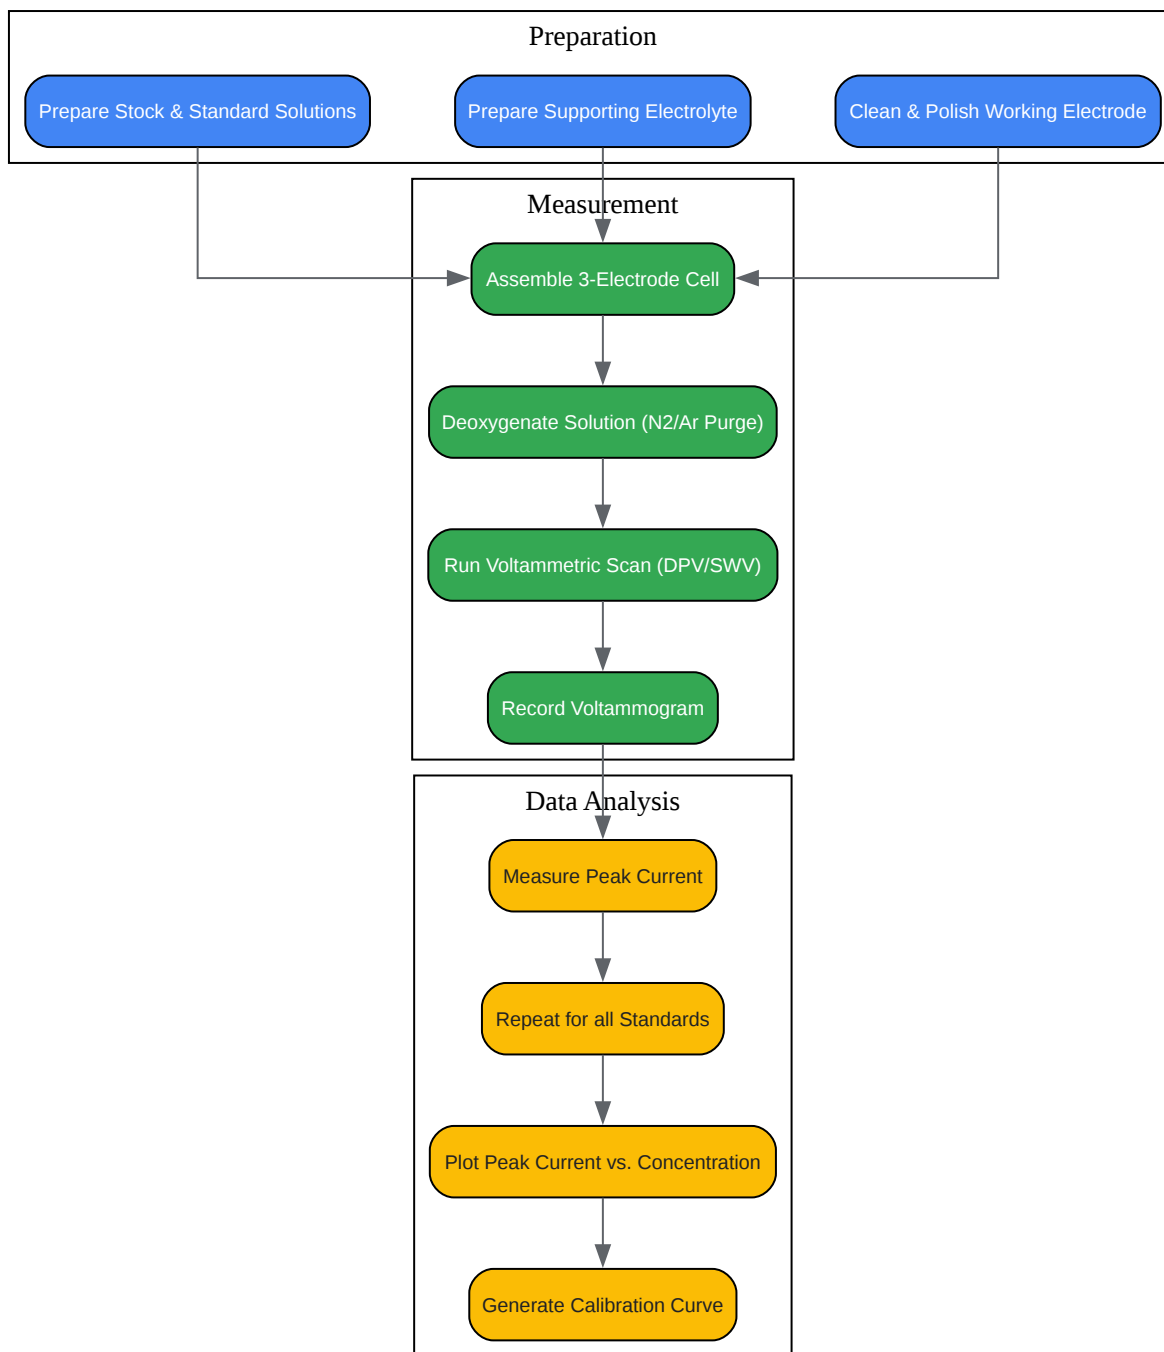 Preparation
Prepare Stock & Standard Solutions
Prepare Supporting Electrolyte
Clean & Polish Working Electrode
Measurement
Assemble 3-Electrode Cell
Deoxygenate Solution (N2/Ar Purge)
Run Voltammetric Scan (DPV/SWV)
Record Voltammogram
Data Analysis
Measure Peak Current
Repeat for all Standards
Plot Peak Current vs. Concentration
Generate Calibration Curve